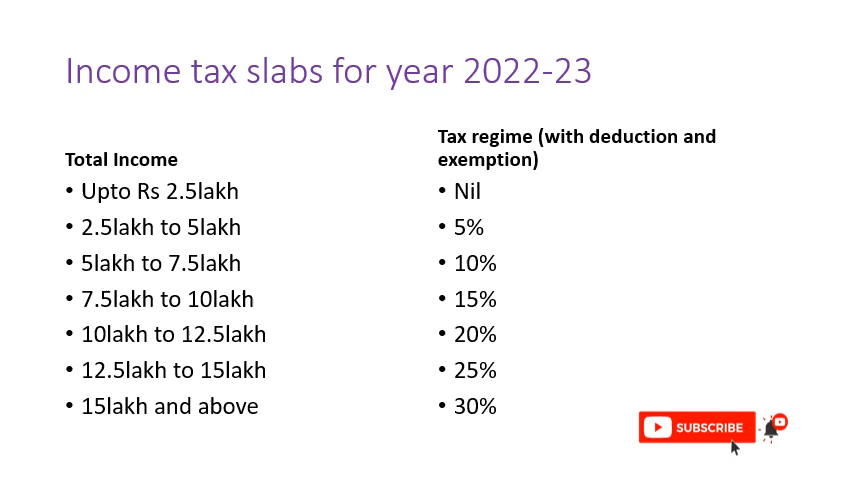 Income tax slabs for year 2022-23
Total Income
• Upto Rs 2.5lakh
• 2.5lakh to 5lakh
• 5lakh to 7.5lakh
• 7.5lakh to 10lakh
• 10lakh to 12.5lakh
• 12.5lakh to 15lakh
• 15lakh and above
Tax regime (with deduction and
exemption)
• Nil
• 5%
• 10%
• 15%
• 20%
• 25%
• 30%
SUBSCRIBE